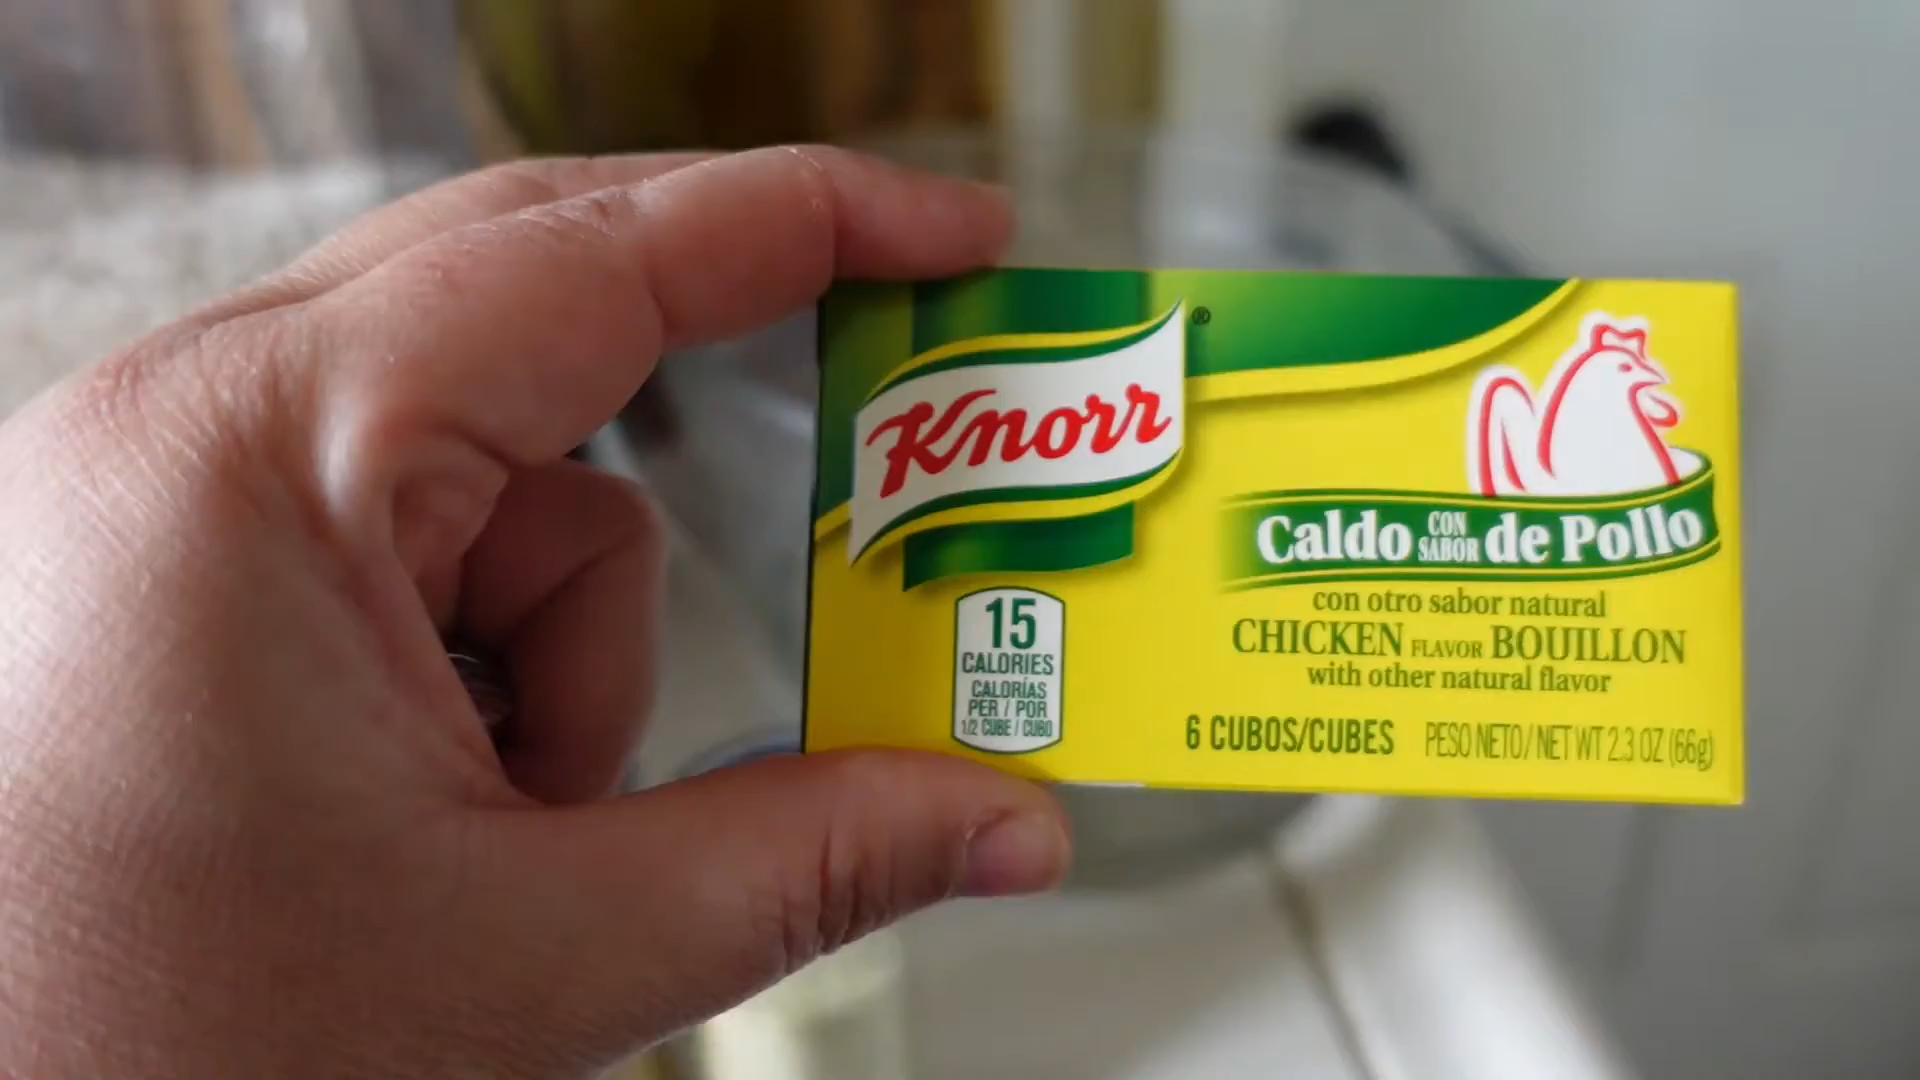 Knorr®
Caldo CON SABOR de Pollo
con otro sabor natural
CHICKEN FLAVOR BOUILLON
with other natural flavor
15
CALORIES
CALORÍAS
PER / POR
1/2 CUBE / CUBO
6 CUBOS/CUBES PESO NETO/NET WT 2.3 OZ (66g)